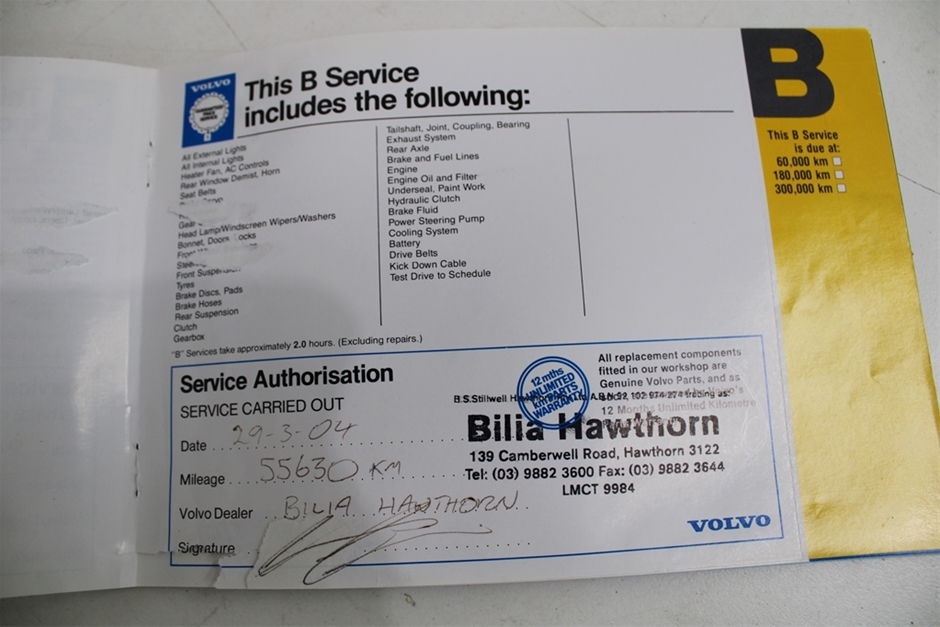 VOLVO
This B Service
includes the following:
All External Lights
All Internal Lights
Heater Fan, AC Controls
Rear Window Demist, Horn
Seat Belts
Head Lamp/Windscreen Wipers/Washers
Bonnet, Door Locks
Front Suspension
Tyres
Brake Discs, Pads
Brake Hoses
Rear Suspension
Clutch
Gearbox
Tailshaft, Joint, Coupling, Bearing
Exhaust System
Rear Axle
Brake and Fuel Lines
Engine
Engine Oil and Filter
Underseal, Paint Work
Hydraulic Clutch
Brake Fluid
Power Steering Pump
Cooling System
Battery
Drive Belts
Kick Down Cable
Test Drive to Schedule
"B" Services take approximately 2.0 hours. (Excluding repairs.)
B
This B Service
is due at:
60,000 km
180,000 km
300,000 km
Service Authorisation
SERVICE CARRIED OUT
Date 29-3-04
Mileage 55630 KM
Volvo Dealer BILIA HAWTHORN
Signature
12 mths
UNLIMITED
km PARTS
WARRANTY
All replacement components
fitted in our workshop are
Genuine Volvo Parts, and as
12 Months Unlimited Kilometre
B.S.Stillwell trading as:
Bilia Hawthorn
139 Camberwell Road, Hawthorn 3122
Tel: (03) 9882 3600 Fax: (03) 9882 3644
LMCT 9984
VOLVO